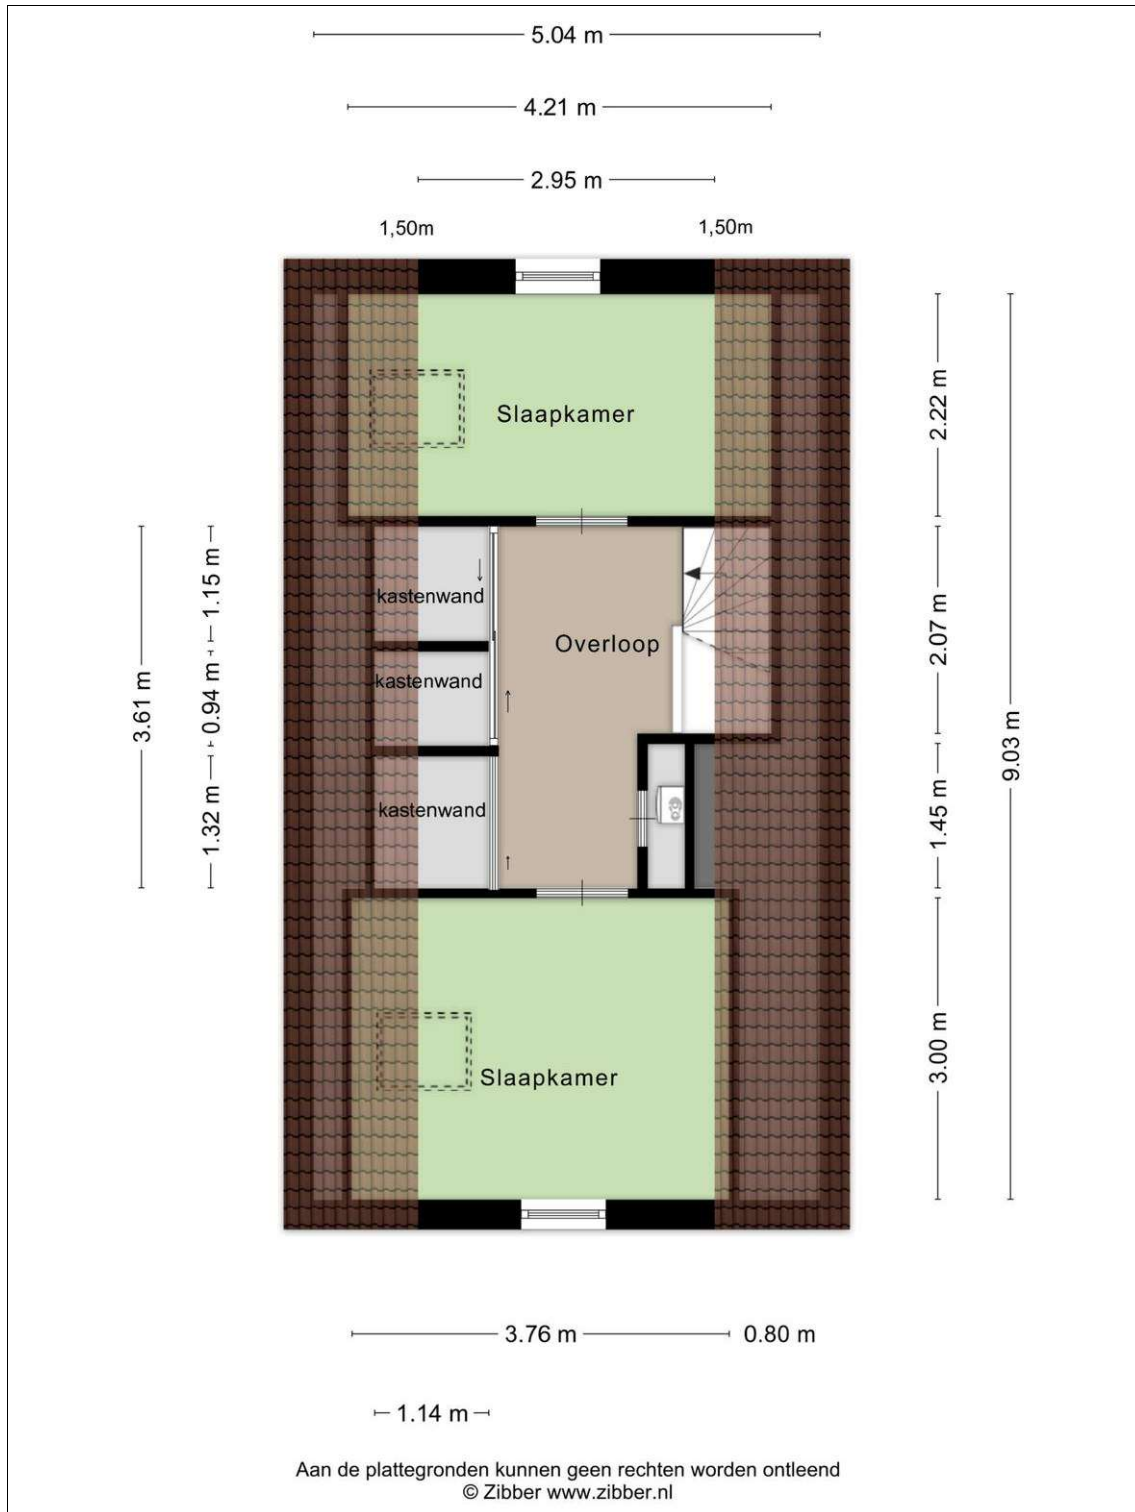 5.04 m
4.21 m
2.95 m
1,50m
1,50m
2.22 m
Slaapkamer
1.15 m
kastenwand
2.07 m
Overloop
3.61 m
0.94 m
kastenwand
9.03 m
1.32 m
kastenwand
1.45 m
3.00 m
Slaapkamer
3.76 m
0.80 m
1.14 m
Aan de plattegronden kunnen geen rechten worden ontleend
© Zibber www.zibber.nl